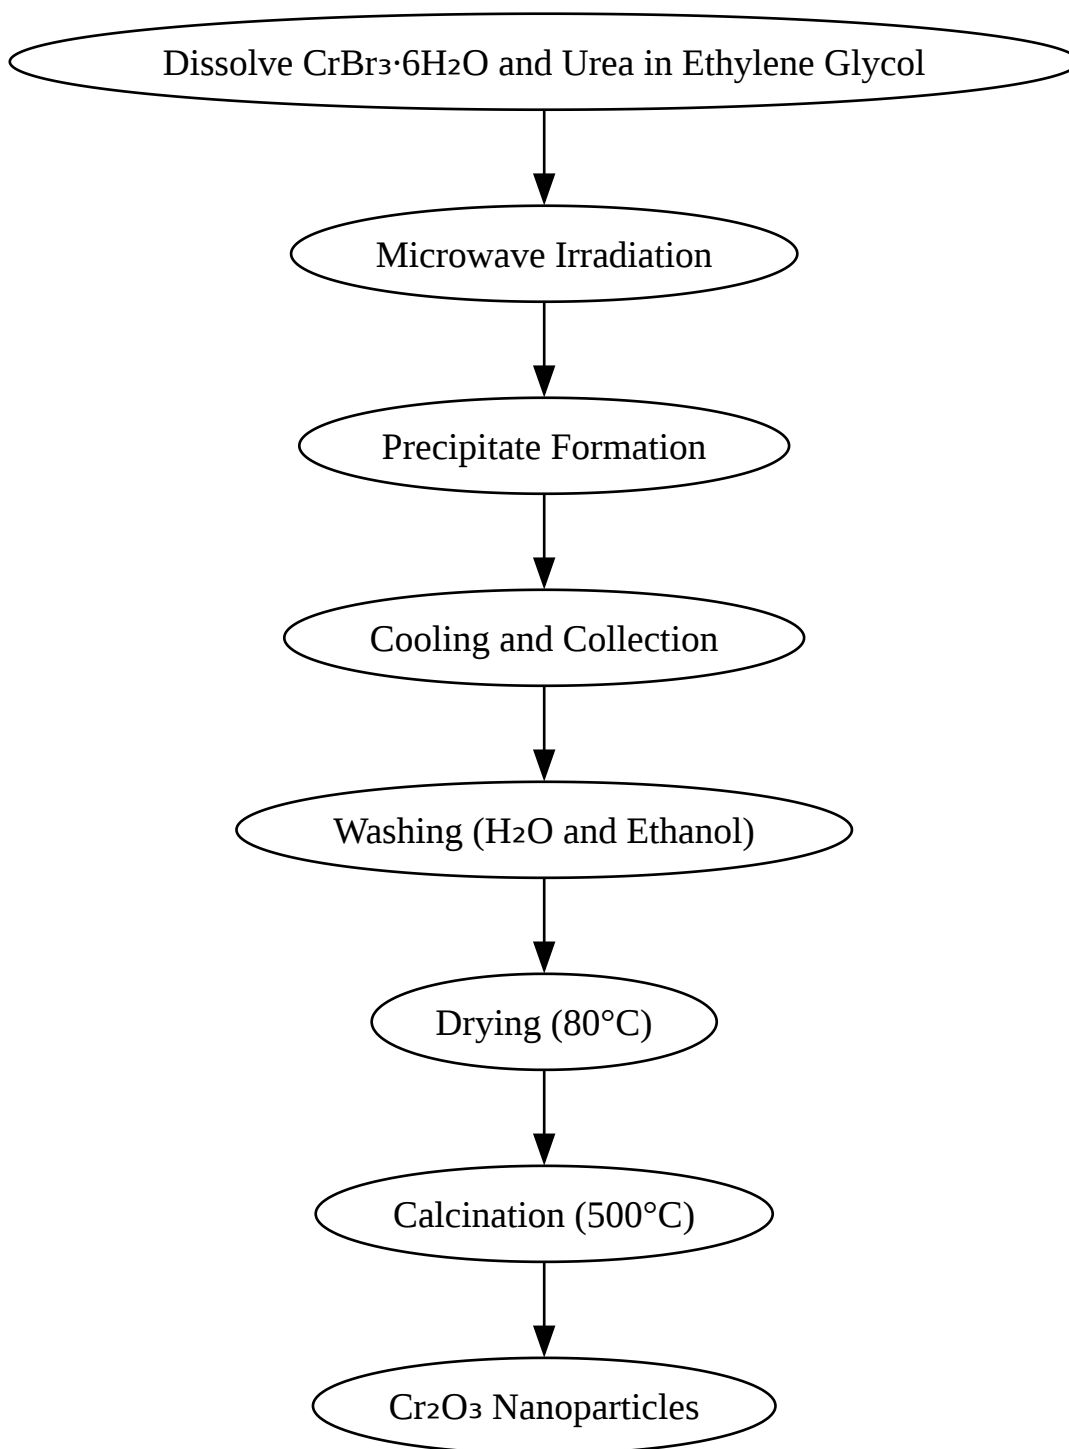 Dissolve CrBr₃·6H₂O and Urea in Ethylene Glycol
Microwave Irradiation
Precipitate Formation
Cooling and Collection
Washing (H₂O and Ethanol)
Drying (80°C)
Calcination (500°C)
Cr₂O₃ Nanoparticles